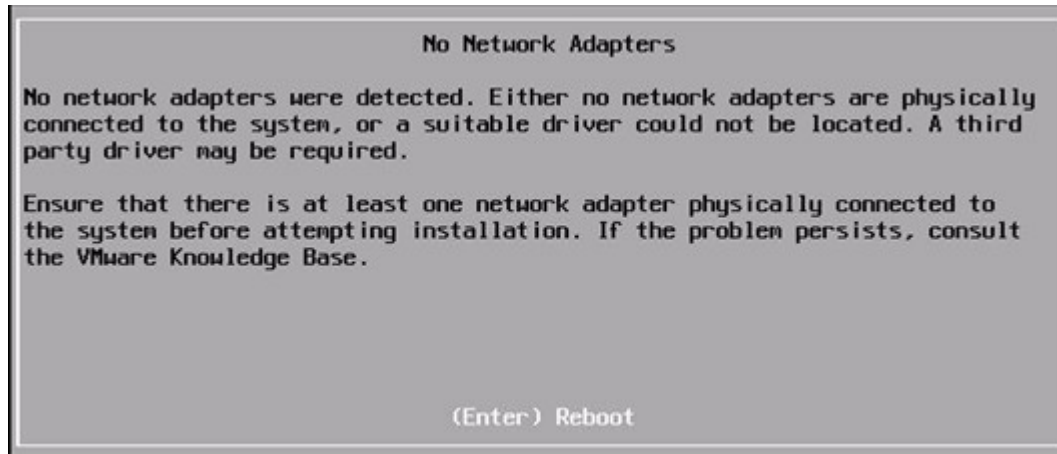 No Network Adapters
No network adapters were detected. Either no network adapters are physically
connected to the system, or a suitable driver could not be located. A third
party driver may be required.
Ensure that there is at least one network adapter physically connected to
the system before attempting installation. If the problem persists, consult
the VMware Knowledge Base.
(Enter) Reboot